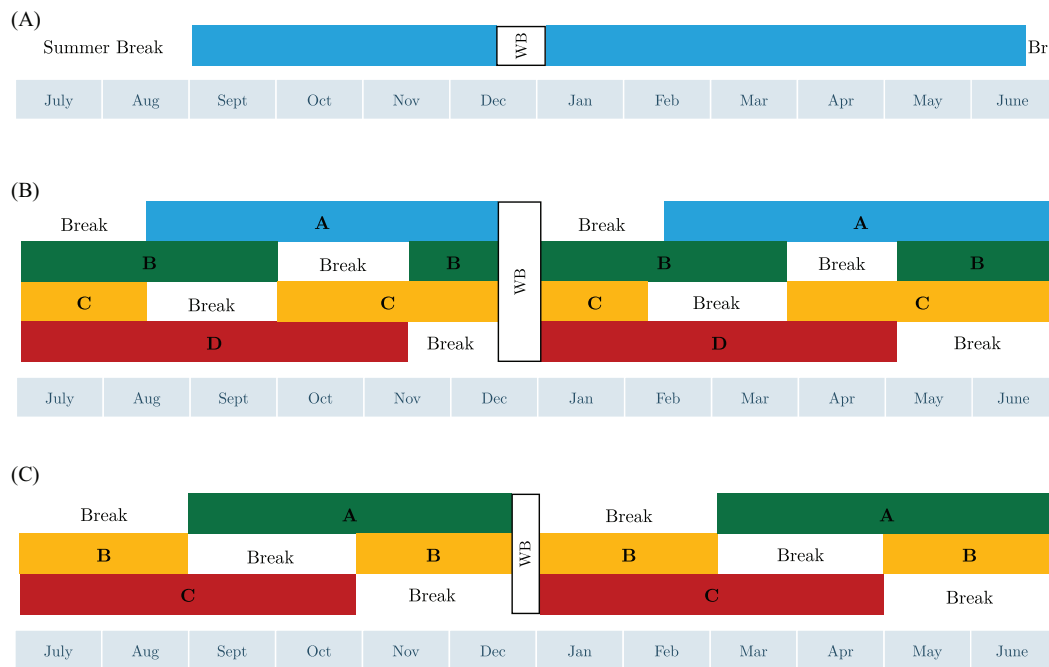 (A)
Summer Break WB Br
July Aug Sept Oct Nov Dec Jan Feb Mar Apr May June
(B)
Break A Break A
B Break B WB B Break B
C Break C C Break C
D Break D Break
July Aug Sept Oct Nov Dec Jan Feb Mar Apr May June
(C)
Break A Break A
B Break B WB B Break B
C Break C Break
July Aug Sept Oct Nov Dec Jan Feb Mar Apr May June